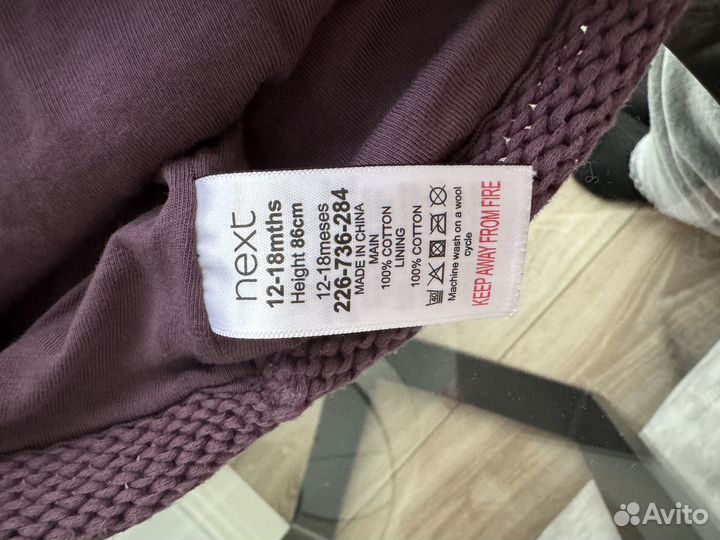 next
12-18mths
Height 86cm
12-18meses
226-736-284
MADE IN CHINA
MAIN
100% COTTON
LINING
100% COTTON
40
Machine wash on a wool
cycle
KEEP AWAY FROM FIRE
Avito